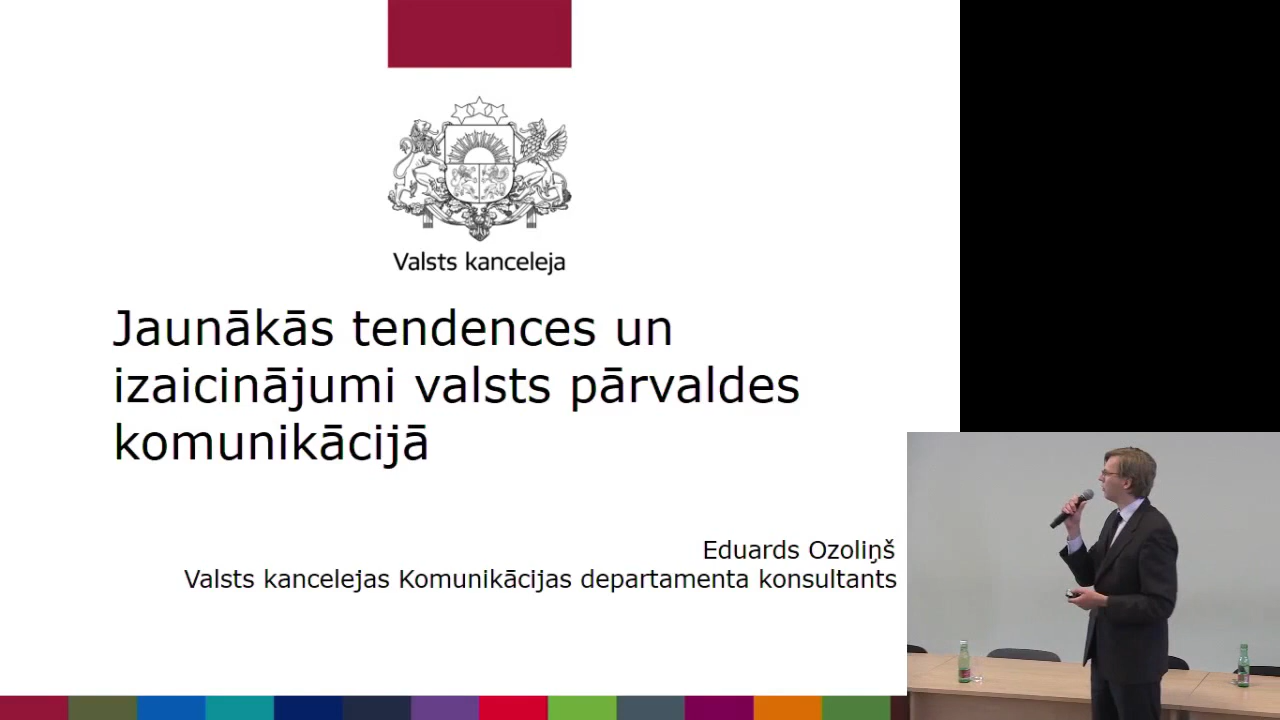 Valsts kanceleja
Jaunākās tendences un
izaicinājumi valsts pārvaldes
komunikācijā
Eduards Ozoliņš
Valsts kancelejas Komunikācijas departamenta konsultants